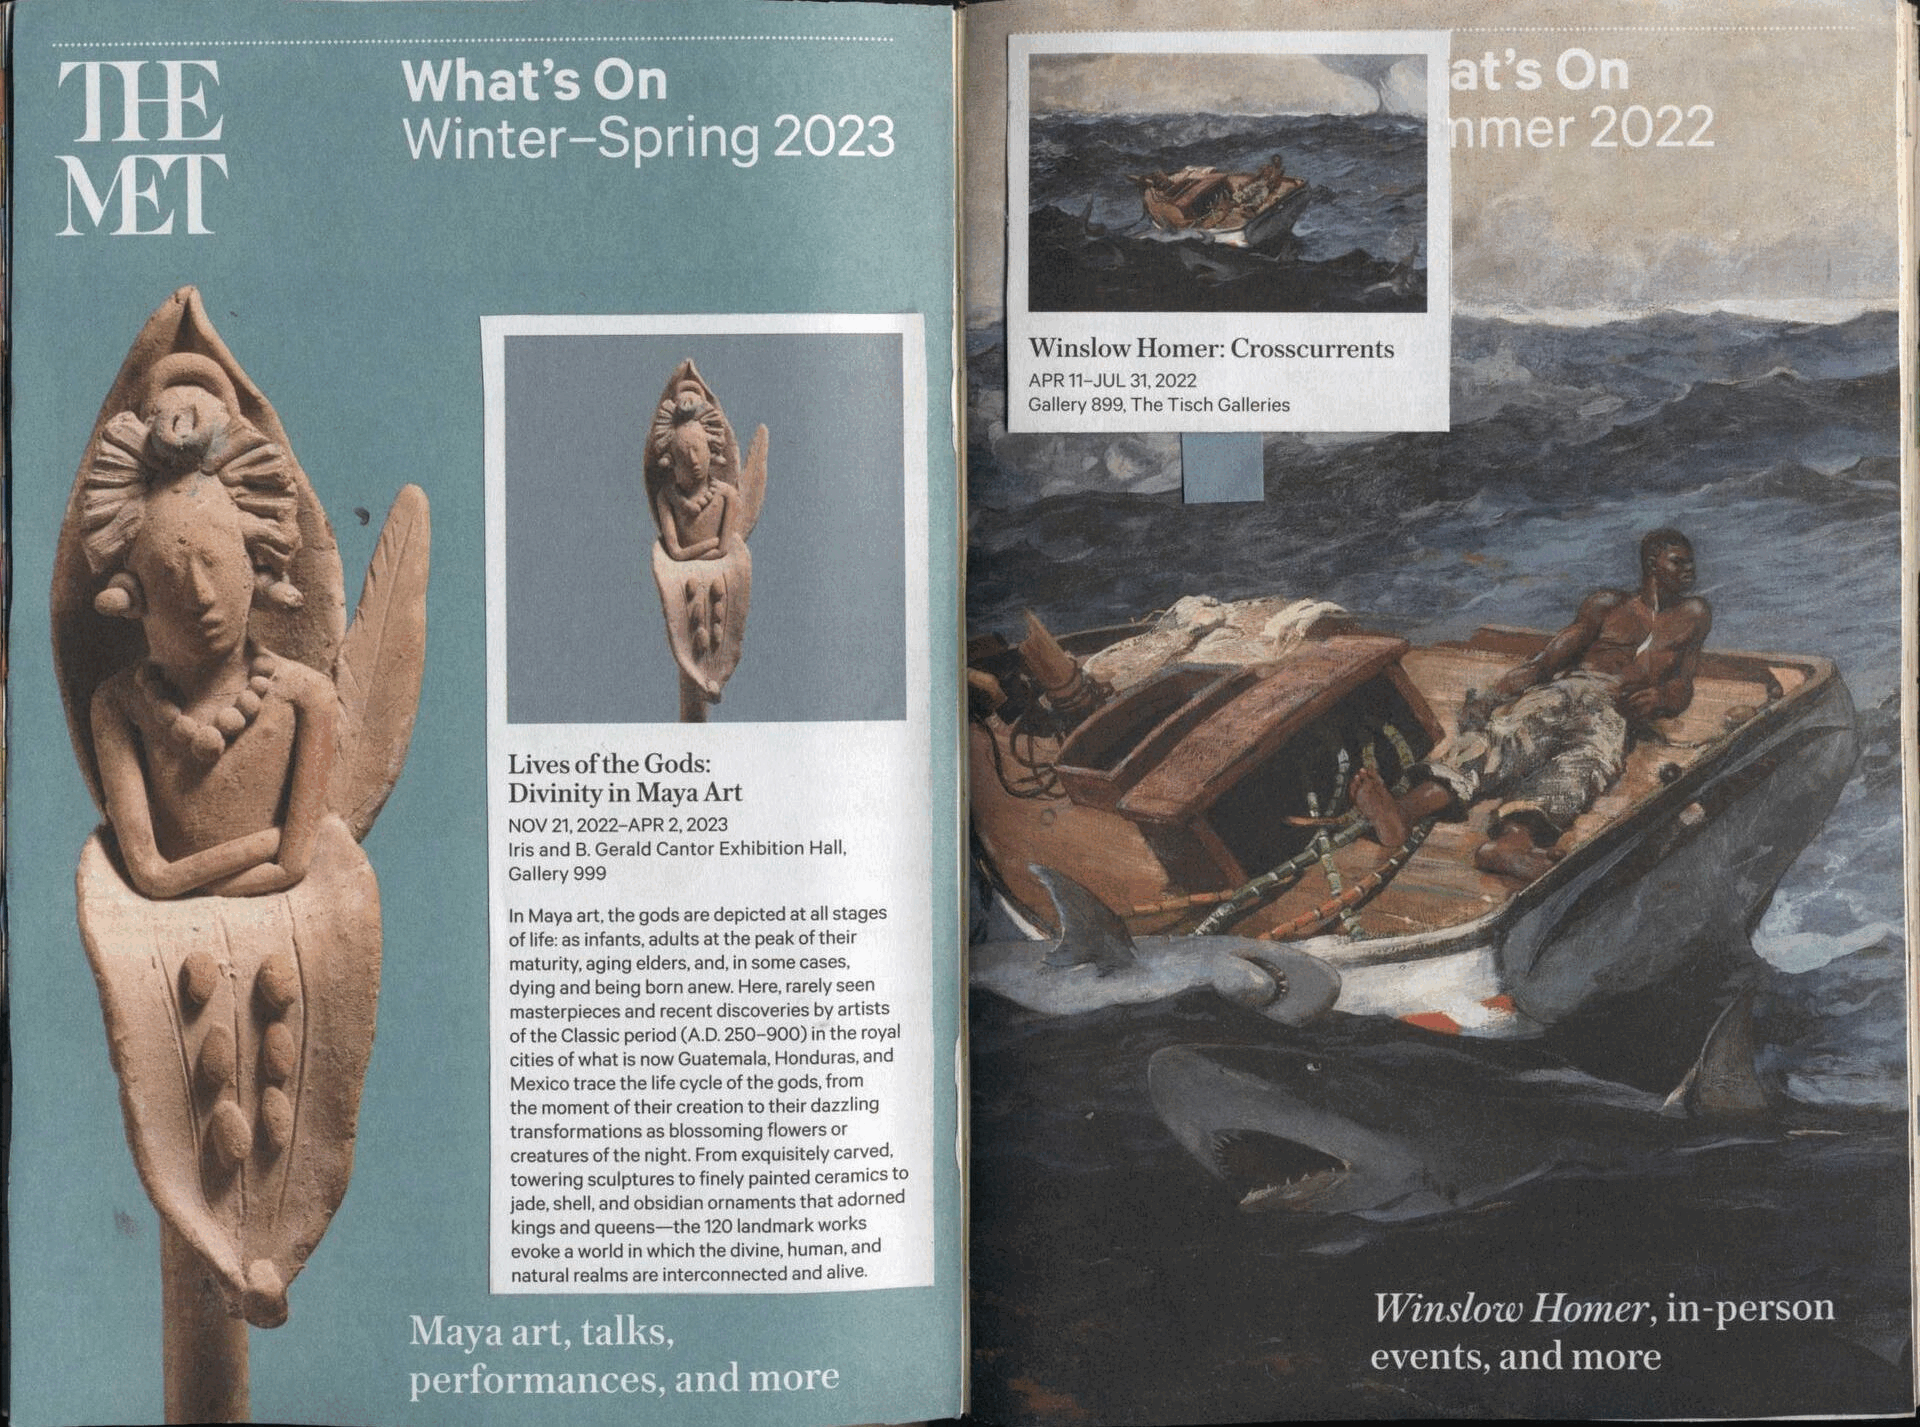 THE
MET
What's On
Winter–Spring 2023
Lives of the Gods:
Divinity in Maya Art
NOV 21, 2022–APR 2, 2023
Iris and B. Gerald Cantor Exhibition Hall,
Gallery 999
In Maya art, the gods are depicted at all stages
of life: as infants, adults at the peak of their
maturity, aging elders, and, in some cases,
dying and being born anew. Here, rarely seen
masterpieces and recent discoveries by artists
of the Classic period (A.D. 250–900) in the royal
cities of what is now Guatemala, Honduras, and
Mexico trace the life cycle of the gods, from
the moment of their creation to their dazzling
transformations as blossoming flowers or
creatures of the night. From exquisitely carved,
towering sculptures to finely painted ceramics to
jade, shell, and obsidian ornaments that adorned
kings and queens—the 120 landmark works
evoke a world in which the divine, human, and
natural realms are interconnected and alive.
Maya art, talks,
performances, and more
at's On
mmer 2022
Winslow Homer: Crosscurrents
APR 11–JUL 31, 2022
Gallery 899, The Tisch Galleries
Winslow Homer, in-person
events, and more